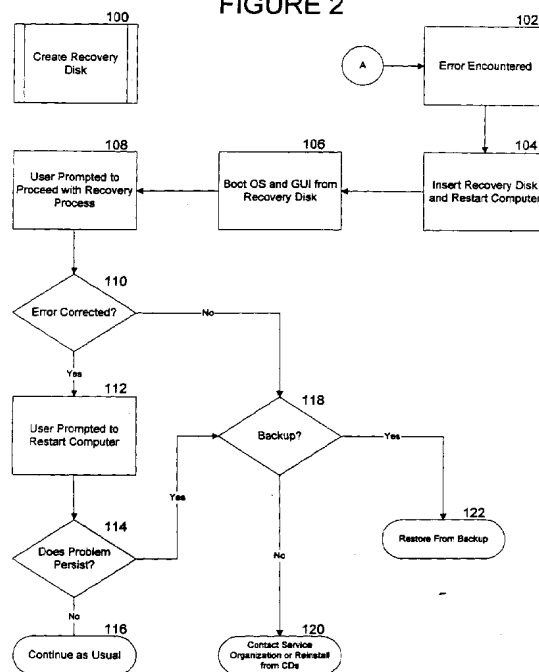 FIGURE 2
100
Create Recovery
Disk
A
102
Error Encountered
104
Insert Recovery Disk
and Restart Computer
106
Boot OS and GUI from
Recovery Disk
108
User Prompted to
Proceed with Recovery
Process
110
Error Corrected?
No
Yes
112
User Prompted to
Restart Computer
114
Does Problem
Persist?
Yes
No
116
Continue as Usual
118
Backup?
Yes
No
122
Restore From Backup
120
Contact Service
Organization or Reinstall
from CDs